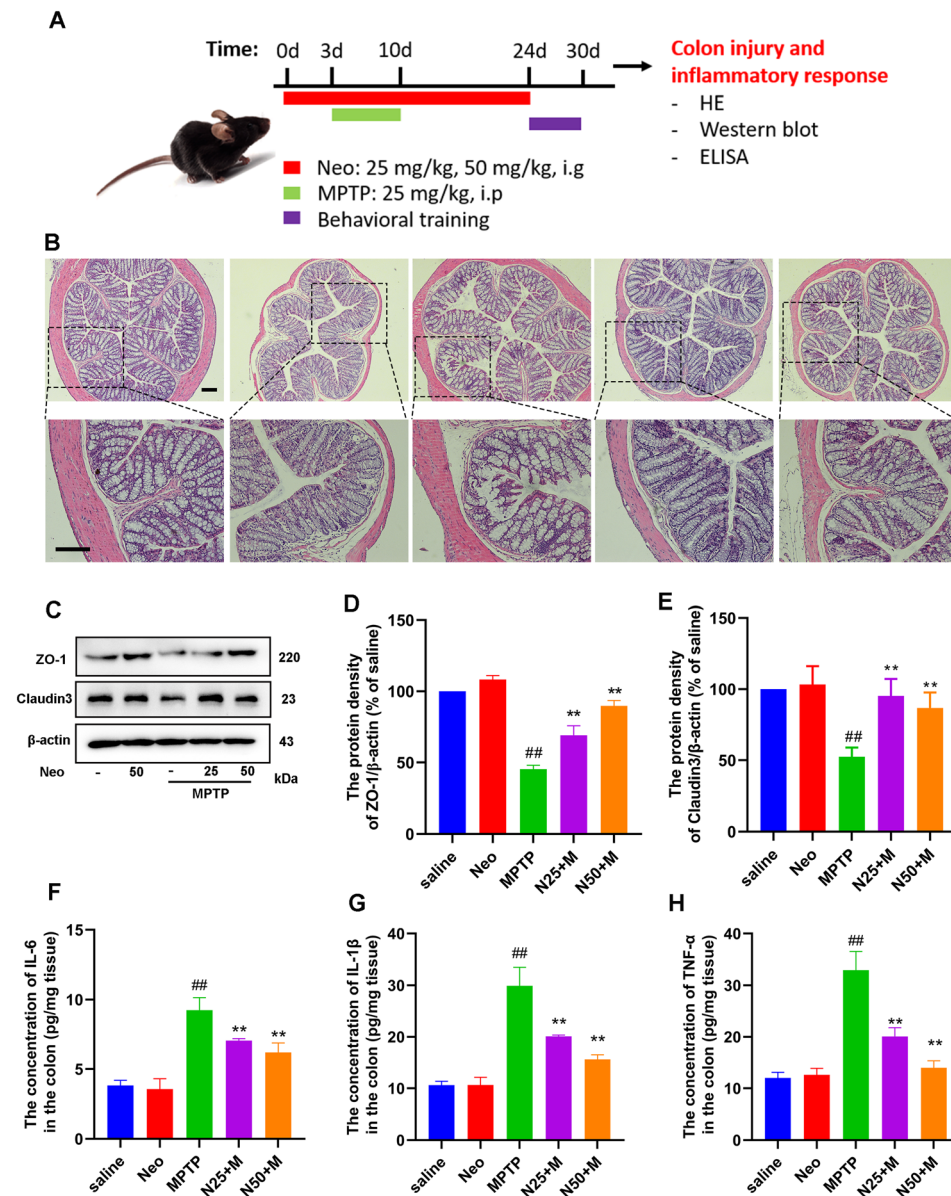 A
Time: 0d 3d 10d 24d 30d
Colon injury and
inflammatory response
- HE
- Western blot
- ELISA
Neo: 25 mg/kg, 50 mg/kg, i.g
MPTP: 25 mg/kg, i.p
Behavioral training
B
C
ZO-1 220
Claudin3 23
β-actin 43
Neo - 50 - 25 50 kDa
MPTP
D
The protein density
of ZO-1/β-actin (% of saline)
150
100
50
0
##
**
**
saline Neo MPTP N25+M N50+M
E
The protein density
of Claudin3/β-actin (% of saline)
150
100
50
0
##
**
**
saline Neo MPTP N25+M N50+M
F
The concentration of IL-6
in the colon (pg/mg tissue)
15
10
5
0
##
**
**
saline Neo MPTP N25+M N50+M
G
The concentration of IL-1β
in the colon (pg/mg tissue)
40
30
20
10
0
##
**
**
saline Neo MPTP N25+M N50+M
H
The concentration of TNF-α
in the colon (pg/mg tissue)
40
30
20
10
0
##
**
**
saline Neo MPTP N25+M N50+M